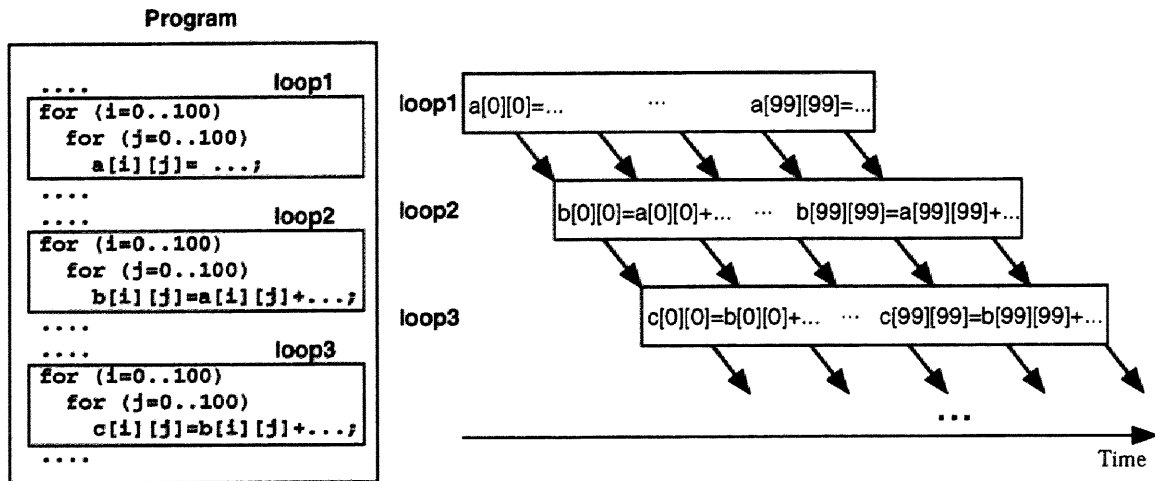 Program
.... loop1
for (i=0..100)
for (j=0..100)
a[i][j]= ...;
....
.... loop2
for (i=0..100)
for (j=0..100)
b[i][j]=a[i][j]+...;
....
.... loop3
for (i=0..100)
for (j=0..100)
c[i][j]=b[i][j]+...;
....
loop1 a[0][0]=... ... a[99][99]=...
loop2 b[0][0]=a[0][0]+... ... b[99][99]=a[99][99]+...
loop3 c[0][0]=b[0][0]+... ... c[99][99]=b[99][99]+...
...
Time